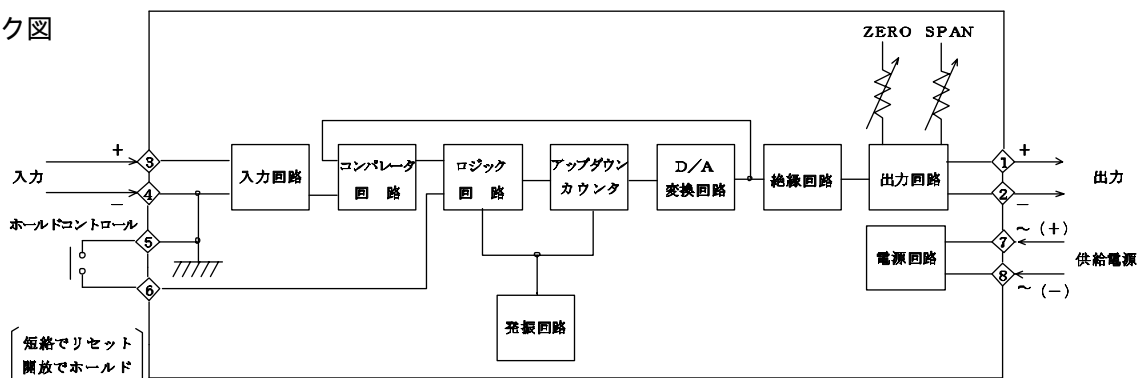 ク図
ZERO SPAN
入力
+
−
③
④
入力回路
コンパレータ
回 路
ロジック
回 路
アップダウン
カウンタ
D/A
変換回路
絶縁回路
出力回路
①
②
+
−
出力
ホールドコントロール
⑤
⑥
電源回路
⑦
⑧
~(+)
~(−)
供給電源
発振回路
短絡でリセット
開放でホールド